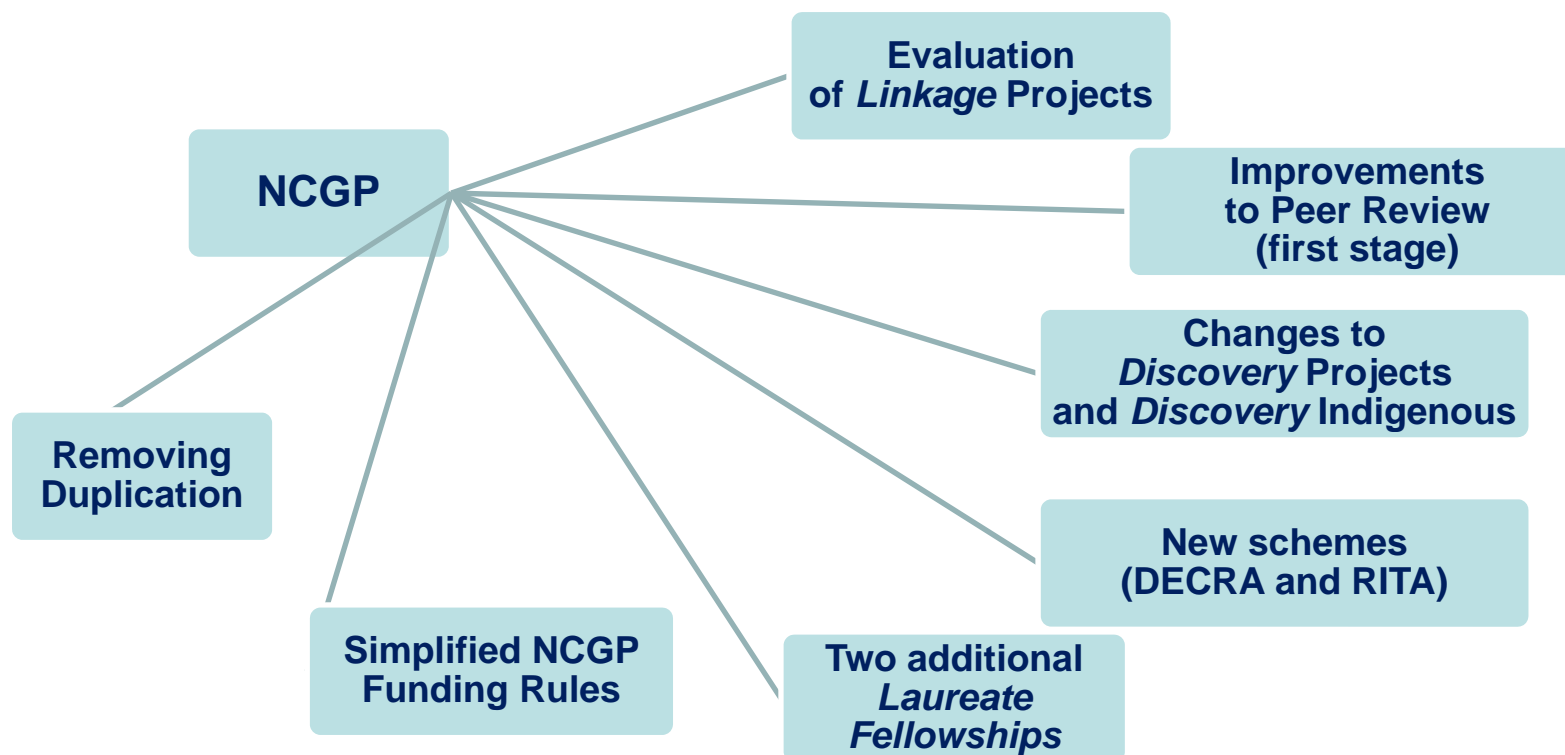 Evaluation
of Linkage Projects
NCGP
Improvements
to Peer Review
(first stage)
Changes to
Discovery Projects
and Discovery Indigenous
Removing
Duplication
New schemes
(DECRA and RITA)
Simplified NCGP
Funding Rules
Two additional
Laureate
Fellowships